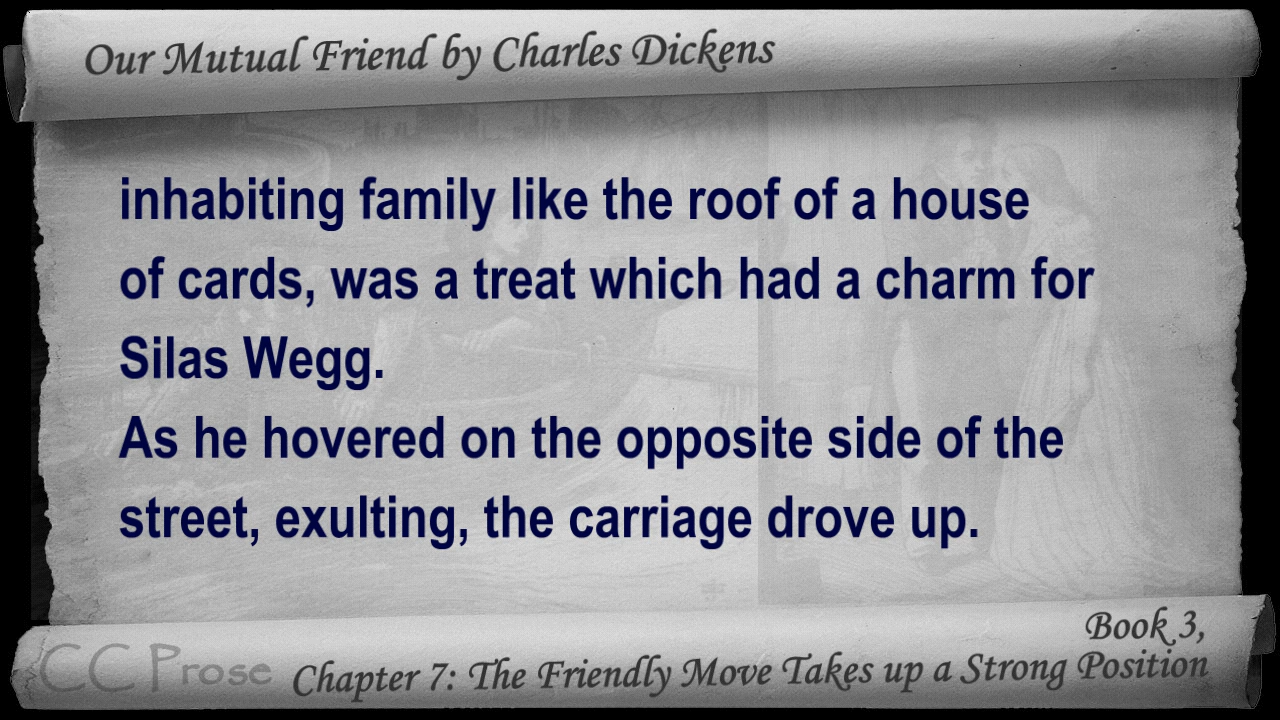 Our Mutual Friend by Charles Dickens
inhabiting family like the roof of a house
of cards, was a treat which had a charm for
Silas Wegg.
As he hovered on the opposite side of the
street, exulting, the carriage drove up.
Book 3,
CC Prose
Chapter 7: The Friendly Move Takes up a Strong Position